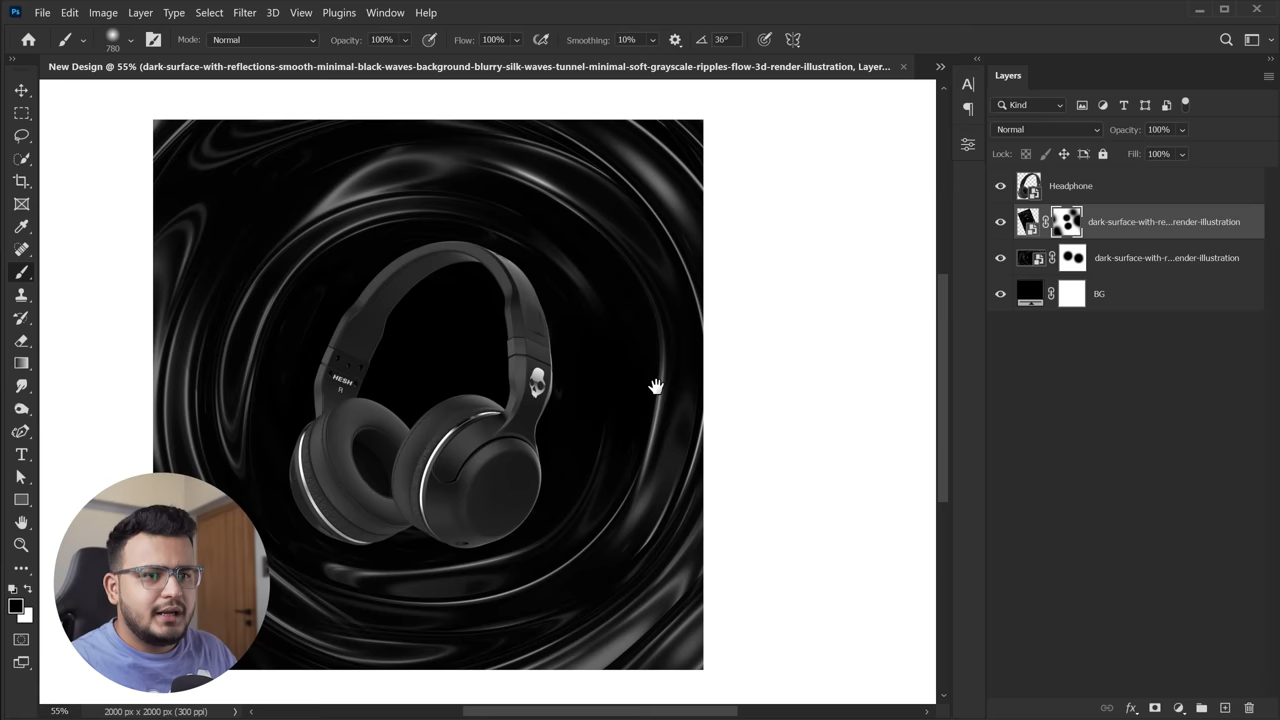 Ps File Edit Image Layer Type Select Filter 3D View Plugins Window Help
780 Mode: Normal Opacity: 100% Flow: 100% Smoothing: 10% 36°
New Design @ 55% (dark-surface-with-reflections-smooth-minimal-black-waves-background-blurry-silk-waves-tunnel-minimal-soft-grayscale-ripples-flow-3d-render-illustration, Layer...
Layers
Kind
Normal Opacity: 100%
Lock: Fill: 100%
Headphone
dark-surface-with-re...render-illustration
dark-surface-with-r...ender-illustration
BG
HESH
R
55% 2000 px x 2000 px (300 ppi)